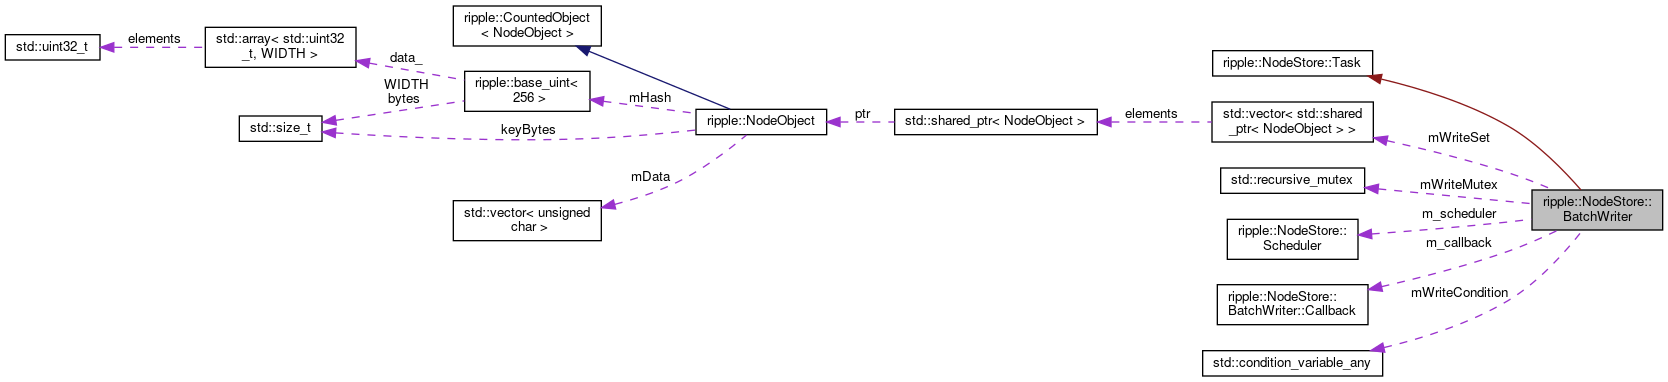 std::uint32_t
elements
std::array< std::uint32
_t, WIDTH >
ripple::CountedObject
< NodeObject >
data_
WIDTH
bytes
ripple::base_uint<
256 >
std::size_t
mHash
keyBytes
ripple::NodeObject
mData
std::vector< unsigned
char >
ptr
std::shared_ptr< NodeObject >
elements
ripple::NodeStore::Task
std::vector< std::shared
_ptr< NodeObject > >
mWriteSet
std::recursive_mutex
mWriteMutex
ripple::NodeStore::
Scheduler
m_scheduler
ripple::NodeStore::
BatchWriter::Callback
m_callback
std::condition_variable_any
mWriteCondition
ripple::NodeStore::
BatchWriter